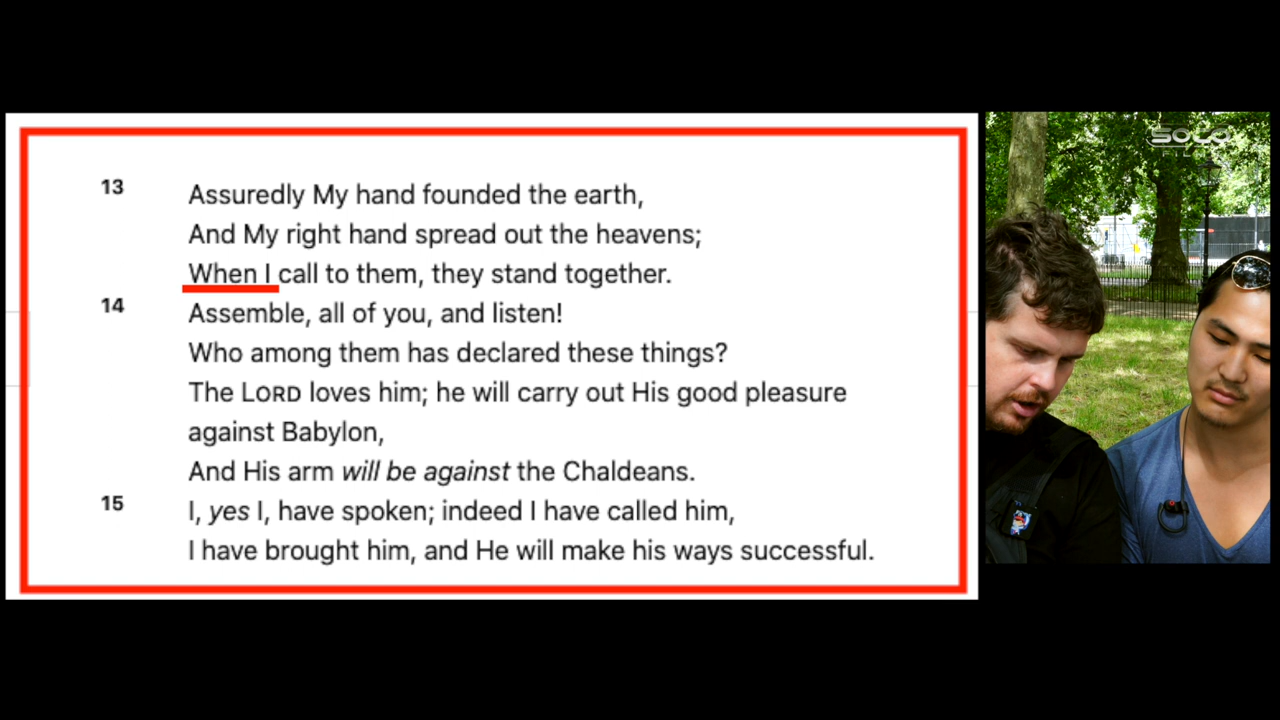 13 Assuredly My hand founded the earth,
And My right hand spread out the heavens;
When I call to them, they stand together.
14 Assemble, all of you, and listen!
Who among them has declared these things?
The LORD loves him; he will carry out His good pleasure
against Babylon,
And His arm will be against the Chaldeans.
15 I, yes I, have spoken; indeed I have called him,
I have brought him, and He will make his ways successful.
SOCO
FILMS